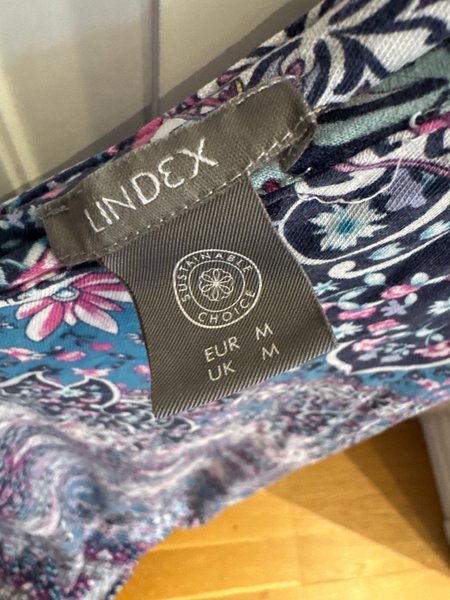 LINDEX
SUSTAINABLE
CHOICE
EUR M
UK M